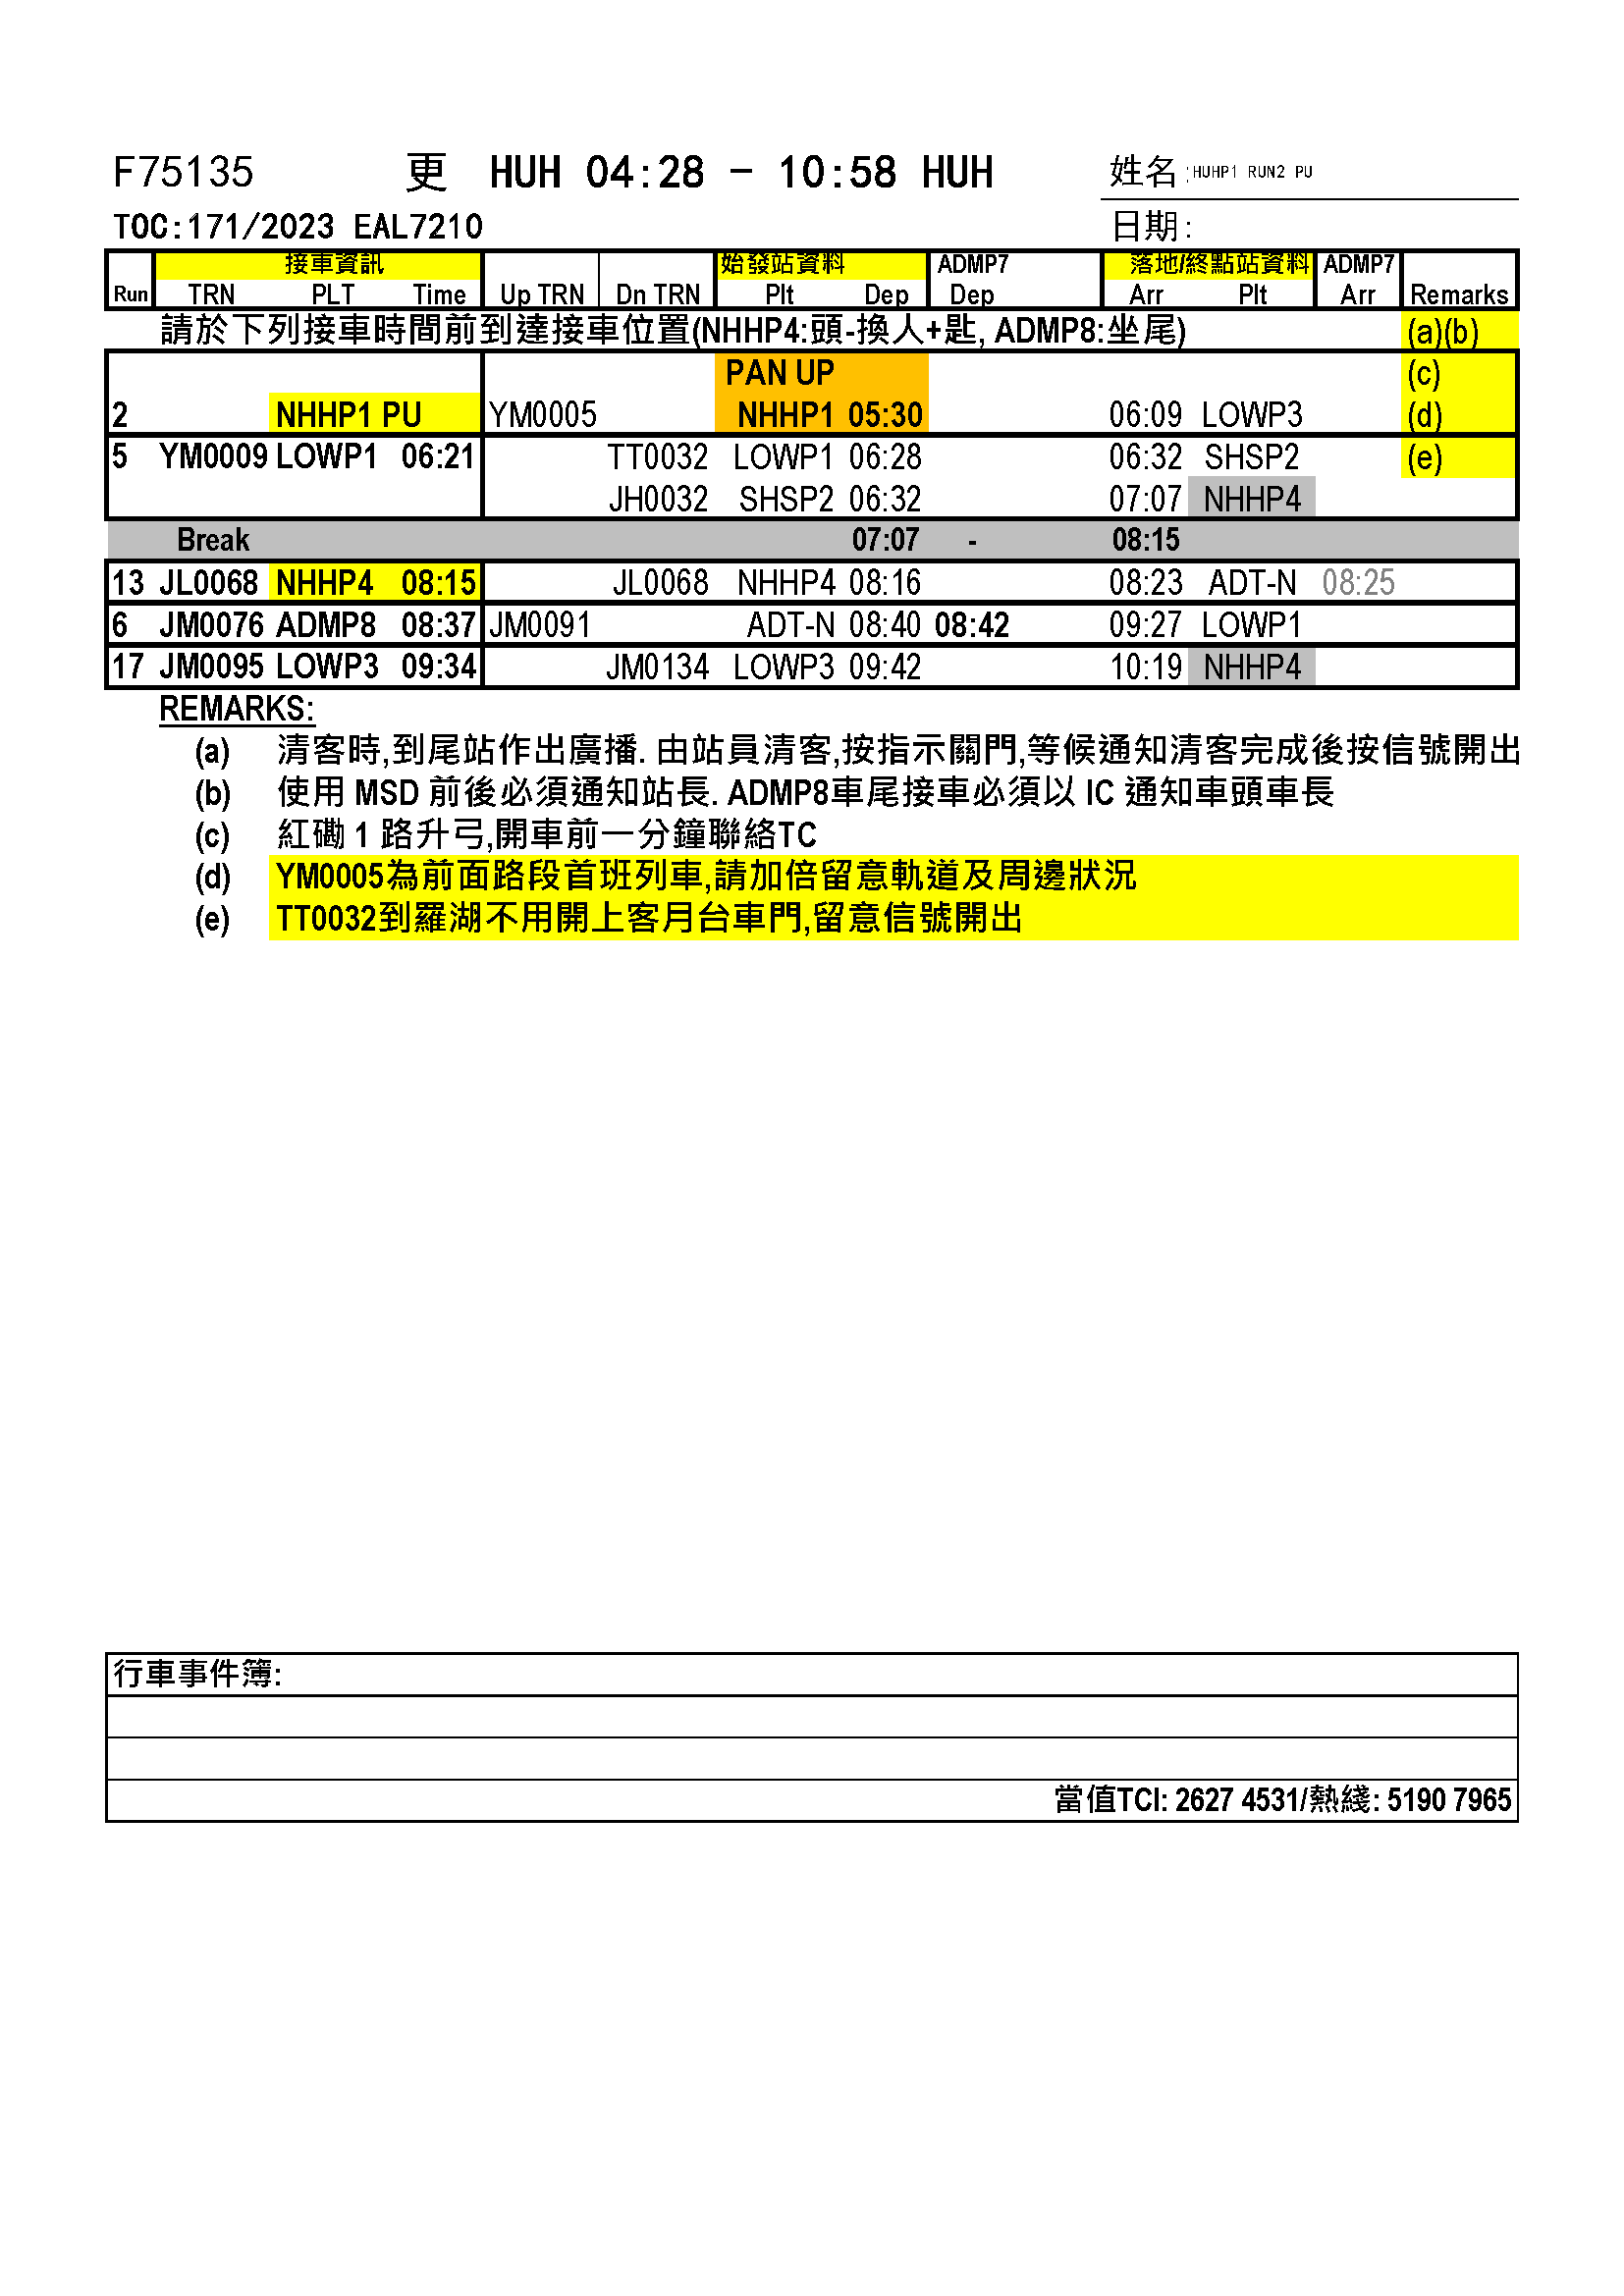 F75135 更 HUH 04:28 - 10:58 HUH 姓名:HUHP1 RUN2 PU
TOC:171/2023 EAL7210 日期:
接車資訊 始發站資料 ADMP7 落地/終點站資料 ADMP7
Run TRN PLT Time Up TRN Dn TRN Plt Dep Dep Arr Plt Arr Remarks
請於下列接車時間前到達接車位置(NHHP4:頭-換人+匙, ADMP8:坐尾) (a)(b)
PAN UP (c)
2 NHHP1 PU YM0005 NHHP1 05:30 06:09 LOWP3 (d)
5 YM0009 LOWP1 06:21 TT0032 LOWP1 06:28 06:32 SHSP2 (e)
JH0032 SHSP2 06:32 07:07 NHHP4
Break 07:07 - 08:15
13 JL0068 NHHP4 08:15 JL0068 NHHP4 08:16 08:23 ADT-N 08:25
6 JM0076 ADMP8 08:37 JM0091 ADT-N 08:40 08:42 09:27 LOWP1
17 JM0095 LOWP3 09:34 JM0134 LOWP3 09:42 10:19 NHHP4
REMARKS:
(a) 清客時,到尾站作出廣播. 由站員清客,按指示關門,等候通知清客完成後按信號開出
(b) 使用 MSD 前後必須通知站長. ADMP8車尾接車必須以 IC 通知車頭車長
(c) 紅磡 1 路升弓,開車前一分鐘聯絡TC
(d) YM0005為前面路段首班列車,請加倍留意軌道及周邊狀況
(e) TT0032到羅湖不用開上客月台車門,留意信號開出
行車事件簿:
當值TCI: 2627 4531/熱綫: 5190 7965